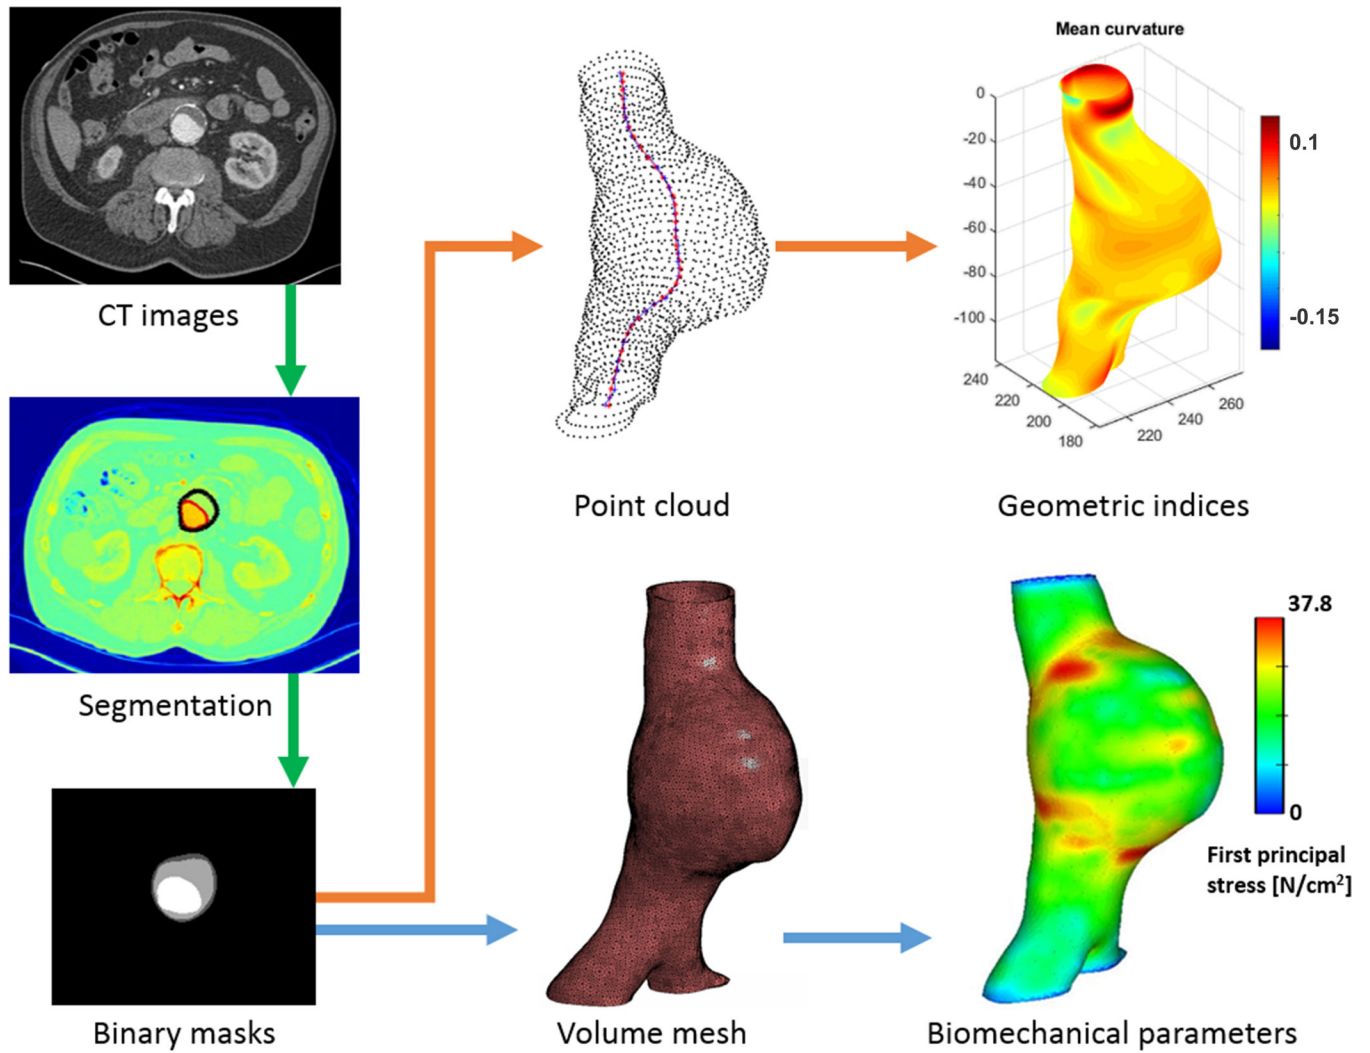 CT images
Segmentation
Binary masks
Point cloud
Mean curvature
0
-20
-40
-60
-80
-100
240
220
200
180
220
240
260
0.1
-0.15
Geometric indices
Volume mesh
37.8
0
First principal
stress [N/cm²]
Biomechanical parameters